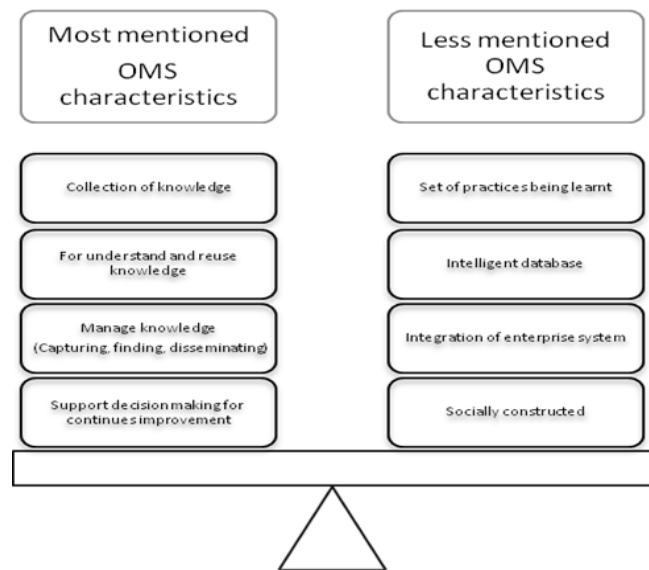 Most mentioned
OMS
characteristics
Less mentioned
OMS
characteristics
Collection of knowledge
For understand and reuse
knowledge
Manage knowledge
(Capturing, finding, disseminating)
Support decision making for
continues improvement
Set of practices being learnt
Intelligent database
Integration of enterprise system
Socially constructed